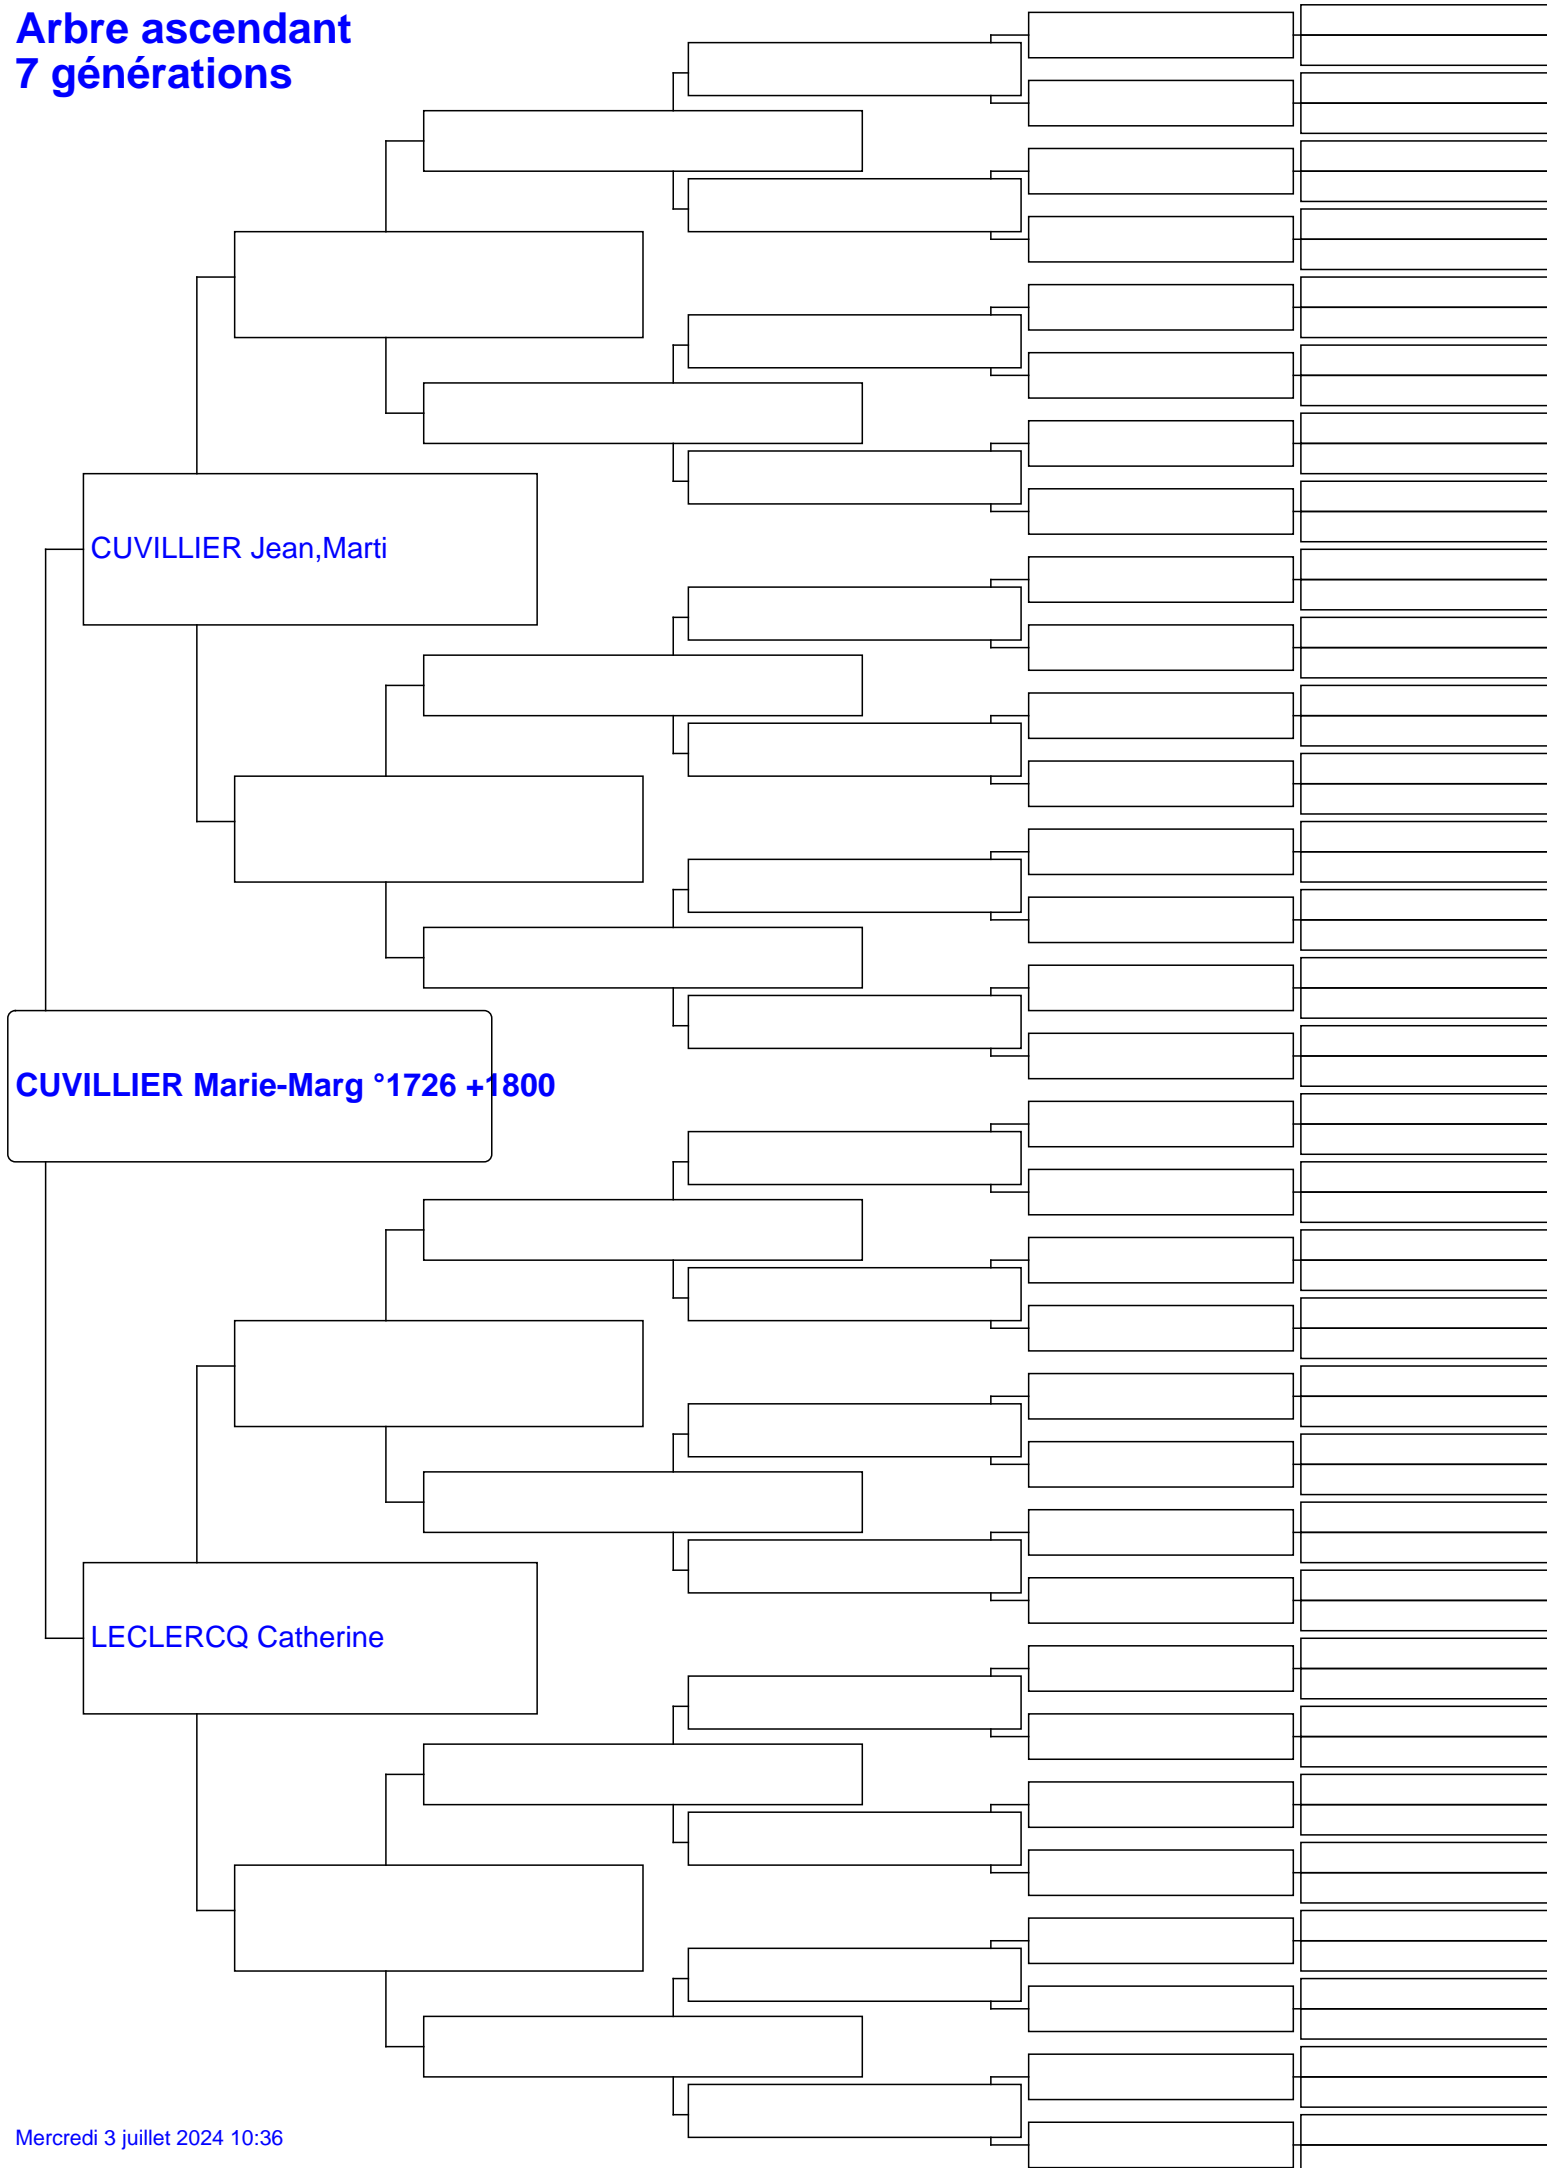 Arbre ascendant
7 générations
CUVILLIER Jean,Marti
CUVILLIER Marie-Marg °1726 +1800
LECLERCQ Catherine
Mercredi 3 juillet 2024 10:36